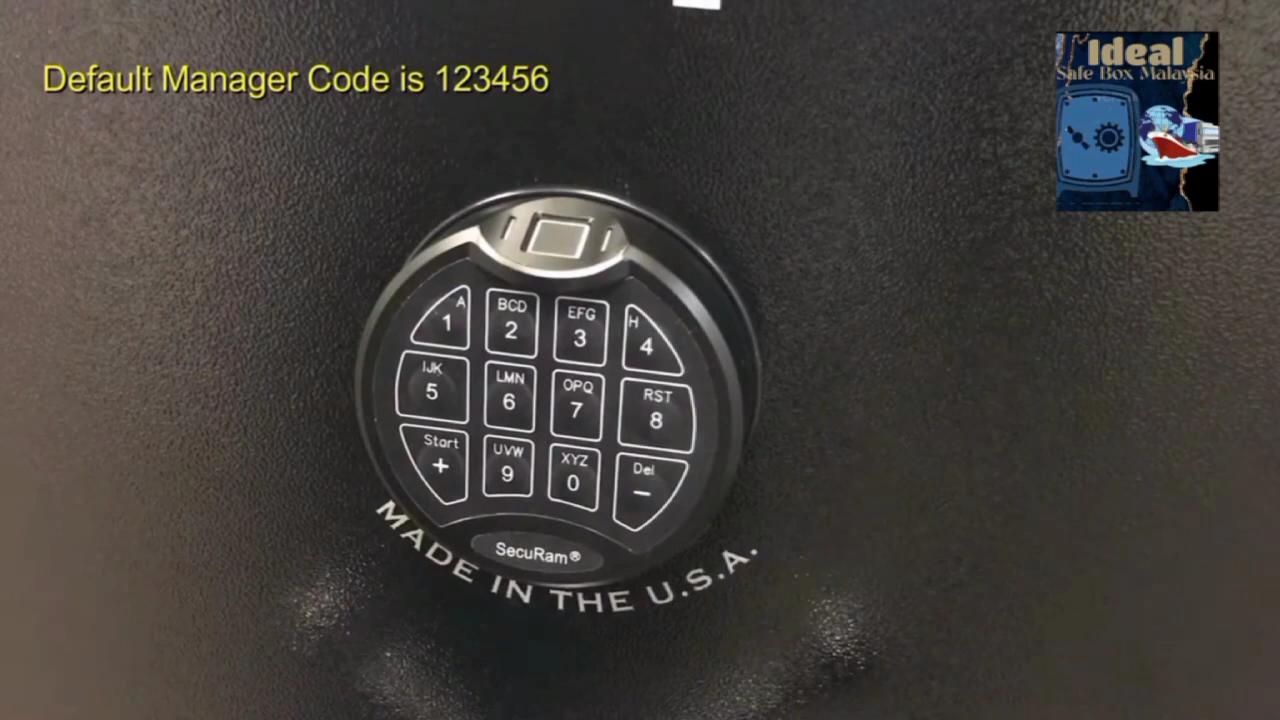 Default Manager Code is 123456
Ideal
Safe Box Malaysia
A
1
BCD
2
EFG
3
H
4
IJK
5
LMN
6
OPQ
7
RST
8
Start
+
UVW
9
XYZ
0
Del
–
SecuRam®
MADE IN THE U.S.A.